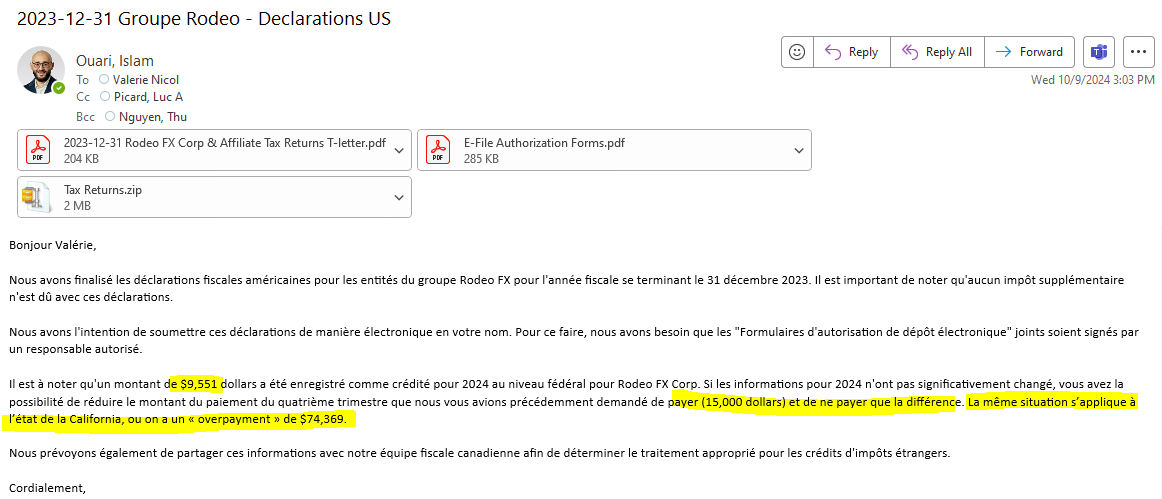 2023-12-31 Groupe Rodeo - Declarations US
Ouari, Islam
Reply
Reply All
Forward
To Valerie Nicol
Cc Picard, Luc A
Bcc Nguyen, Thu
Wed 10/9/2024 3:03 PM
2023-12-31 Rodeo FX Corp & Affiliate Tax Returns T-letter.pdf
204 KB
E-File Authorization Forms.pdf
285 KB
Tax Returns.zip
2 MB
Bonjour Valérie,
Nous avons finalisé les déclarations fiscales américaines pour les entités du groupe Rodeo FX pour l'année fiscale se terminant le 31 décembre 2023. Il est important de noter qu'aucun impôt supplémentaire
n'est dû avec ces déclarations.
Nous avons l'intention de soumettre ces déclarations de manière électronique en votre nom. Pour ce faire, nous avons besoin que les "Formulaires d'autorisation de dépôt électronique" joints soient signés par
un responsable autorisé.
Il est à noter qu'un montant de $9,551 dollars a été enregistré comme crédité pour 2024 au niveau fédéral pour Rodeo FX Corp. Si les informations pour 2024 n'ont pas significativement changé, vous avez la
possibilité de réduire le montant du paiement du quatrième trimestre que nous vous avions précédemment demandé de payer (15,000 dollars) et de ne payer que la différence. La même situation s'applique à
l'état de la California, ou on a un « overpayment » de $74,369.
Nous prévoyons également de partager ces informations avec notre équipe fiscale canadienne afin de déterminer le traitement approprié pour les crédits d'impôts étrangers.
Cordialement,